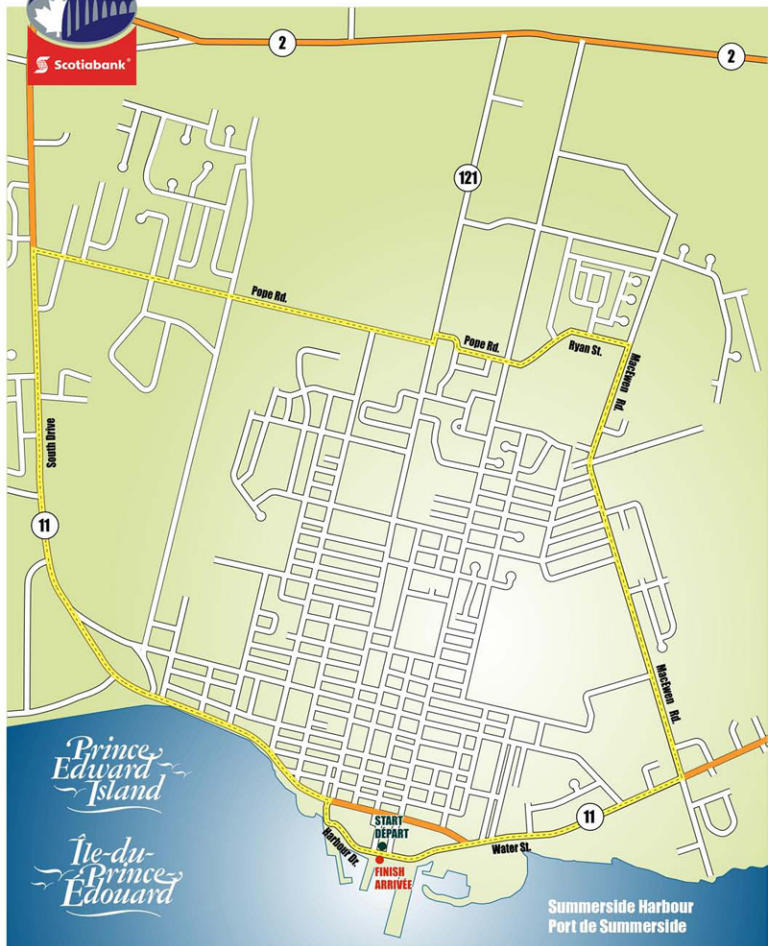 Scotiabank
2
2
121
Pope Rd.
Pope Rd.
Ryan St.
MacEwen Rd.
South Drive
11
MacEwen Rd.
Prince
Edward
Island
START
DÉPART
11
Harbour Dr.
Water St.
FINISH
ARRIVÉE
Île-du-
Prince-
Édouard
Summerside Harbour
Port de Summerside